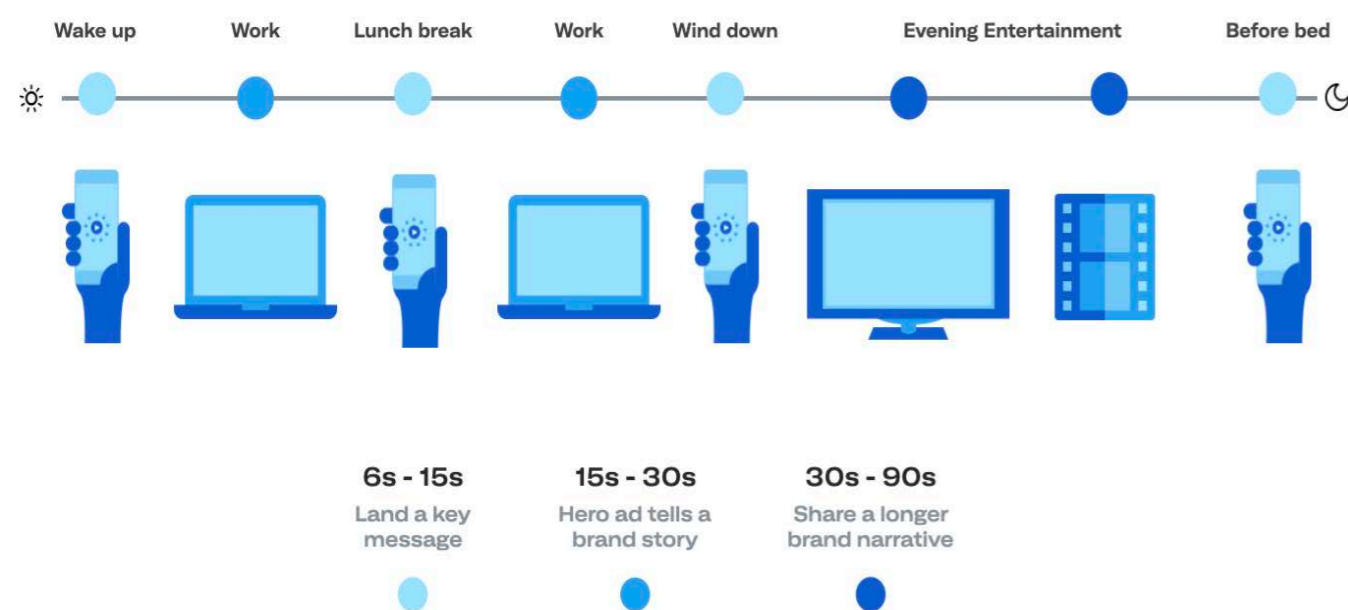 Wake up
Work
Lunch break
Work
Wind down
Evening Entertainment
Before bed
6s - 15s
Land a key
message
15s - 30s
Hero ad tells a
brand story
30s - 90s
Share a longer
brand narrative